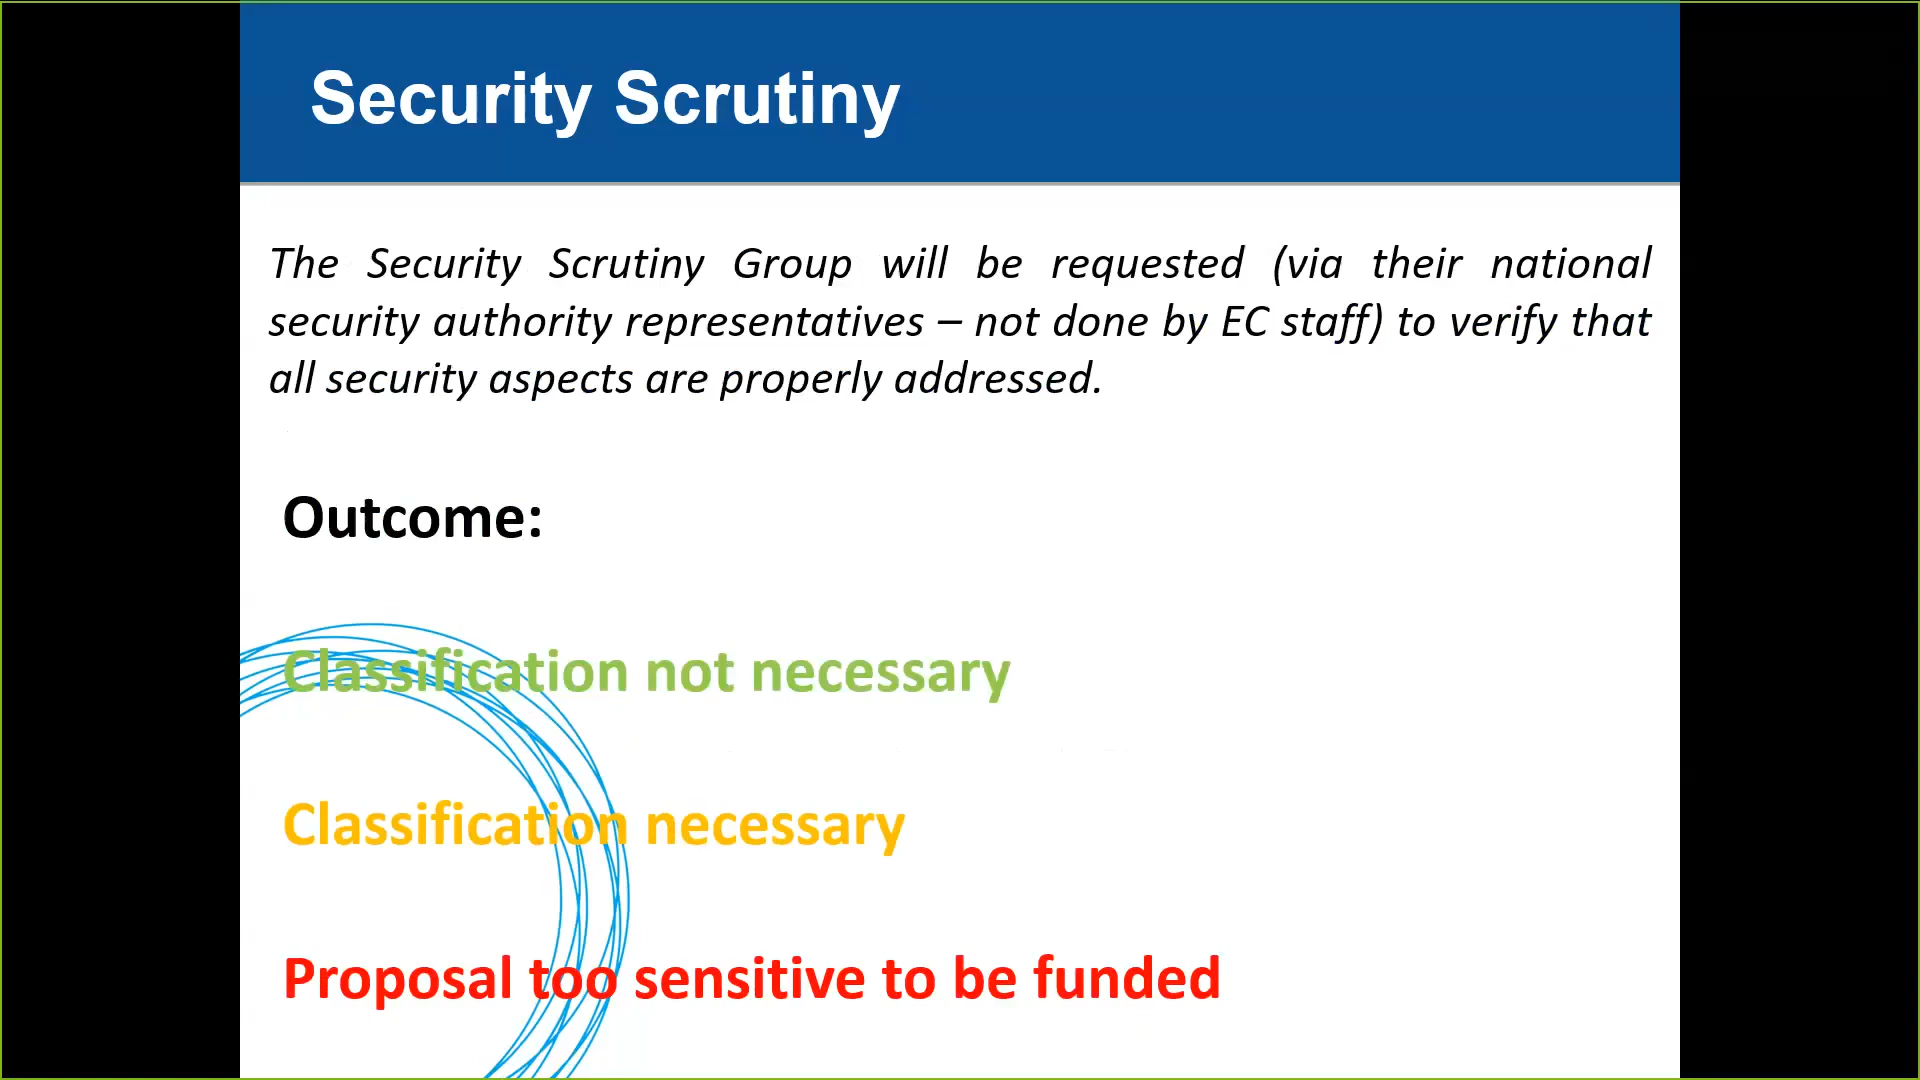 Security Scrutiny
The Security Scrutiny Group will be requested (via their national
security authority representatives – not done by EC staff) to verify that
all security aspects are properly addressed.
Outcome:
Classification not necessary
Classification necessary
Proposal too sensitive to be funded